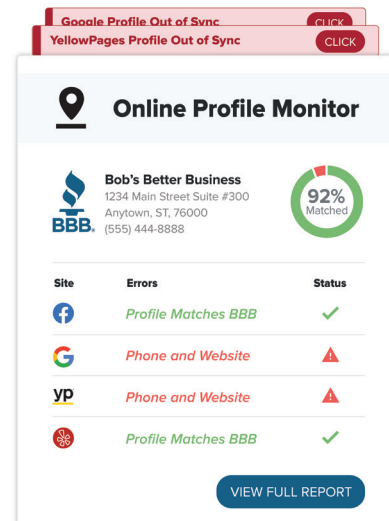 Google Profile Out of Sync
CLICK
YellowPages Profile Out of Sync
CLICK
Online Profile Monitor
BBB.
Bob's Better Business
1234 Main Street Suite #300
Anytown, ST, 76000
(555) 444-8888
92%
Matched
Site Errors Status
Profile Matches BBB
G Phone and Website
yp Phone and Website
Profile Matches BBB
VIEW FULL REPORT